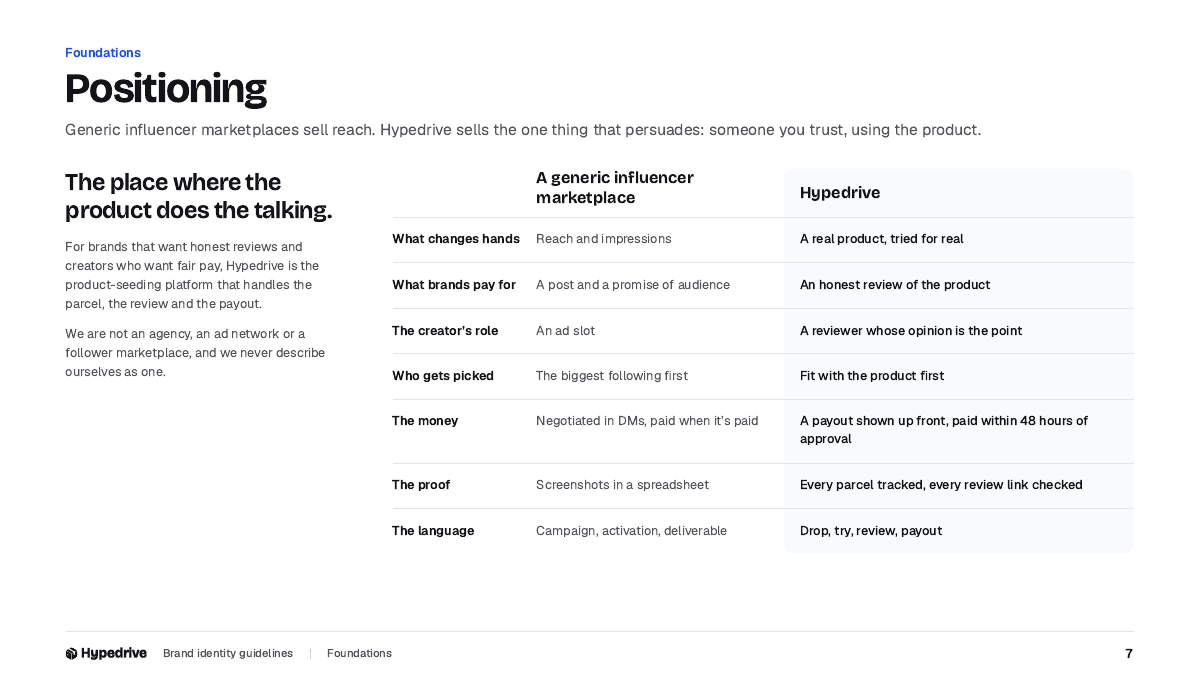 Foundations
Positioning
Generic influencer marketplaces sell reach. Hypedrive sells the one thing that persuades: someone you trust, using the product.
The place where the
product does the talking.
For brands that want honest reviews and
creators who want fair pay, Hypedrive is the
product-seeding platform that handles the
parcel, the review and the payout.
We are not an agency, an ad network or a
follower marketplace, and we never describe
ourselves as one.
A generic influencer
marketplace
Hypedrive
What changes hands Reach and impressions A real product, tried for real
What brands pay for A post and a promise of audience An honest review of the product
The creator’s role An ad slot A reviewer whose opinion is the point
Who gets picked The biggest following first Fit with the product first
The money Negotiated in DMs, paid when it’s paid A payout shown up front, paid within 48 hours of
approval
The proof Screenshots in a spreadsheet Every parcel tracked, every review link checked
The language Campaign, activation, deliverable Drop, try, review, payout
Hypedrive Brand identity guidelines Foundations 7